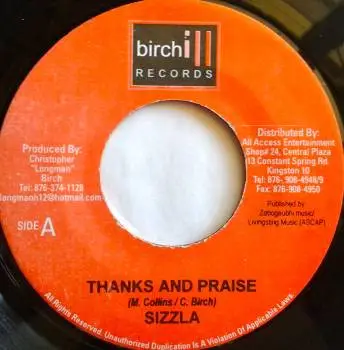 birchill
RECORDS
Produced By:
Christopher
"Longman"
Birch
Tel: 876-374-1128
longmanh12@hotmail.com
Distributed By:
All Access Entertainment
Shop# 24, Central Plaza
13 Constant Spring Rd.
Kingston 10
Tel: 876- 908-4948/9
Fax: 876-908-4950
SIDE A
Published by
Livingsting Music (ASCAP)
THANKS AND PRAISE
(M. Collins / C. Birch)
SIZZLA
All Rights Reserved. Unauthorized Duplication Is A Violation Of Applicable Laws.